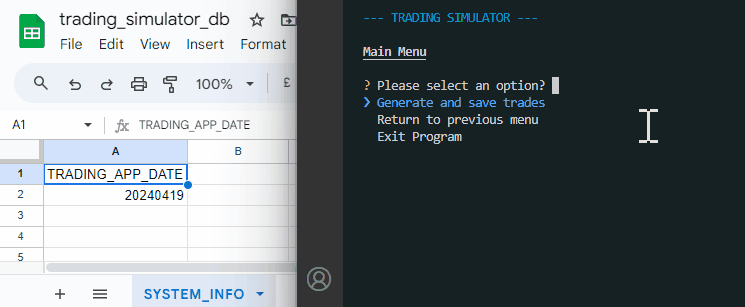 trading_simulator_db
File Edit View Insert Format
100% £
A1 fx TRADING_APP_DATE
A B
1 TRADING_APP_DATE
2 20240419
3
4
5
+ SYSTEM_INFO
--- TRADING SIMULATOR ---
Main Menu
? Please select an option?
❯ Generate and save trades
Return to previous menu
Exit Program